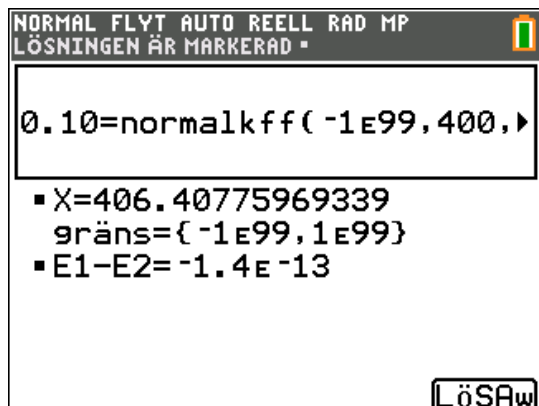 NORMAL FLYT AUTO REELL RAD MP
LÖSNINGEN ÄR MARKERAD ▪
0.10=normalkff(⁻1ᴇ99,400,▶
▪X=406.40775969339
gräns={⁻1ᴇ99,1ᴇ99}
▪E1−E2=⁻1.4ᴇ⁻13
LöSAw